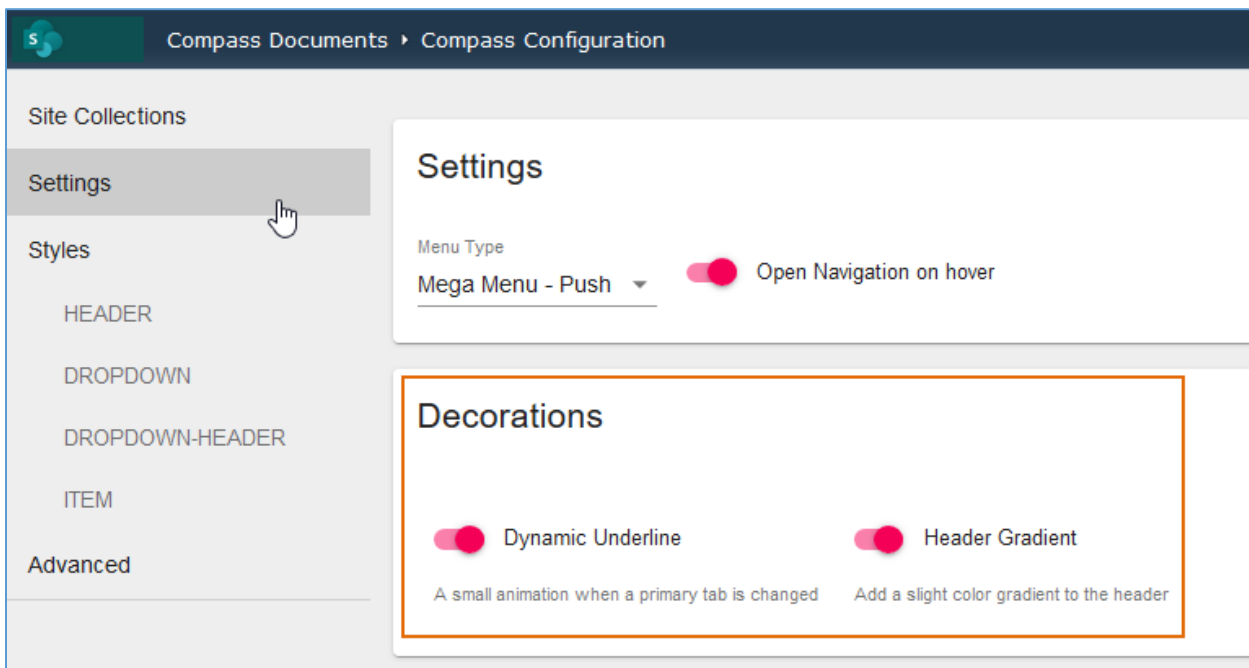 S
Compass Documents ‣ Compass Configuration
Site Collections
Settings
Styles
HEADER
DROPDOWN
DROPDOWN-HEADER
ITEM
Advanced
Settings
Menu Type
Mega Menu - Push
Open Navigation on hover
Decorations
Dynamic Underline
A small animation when a primary tab is changed
Header Gradient
Add a slight color gradient to the header